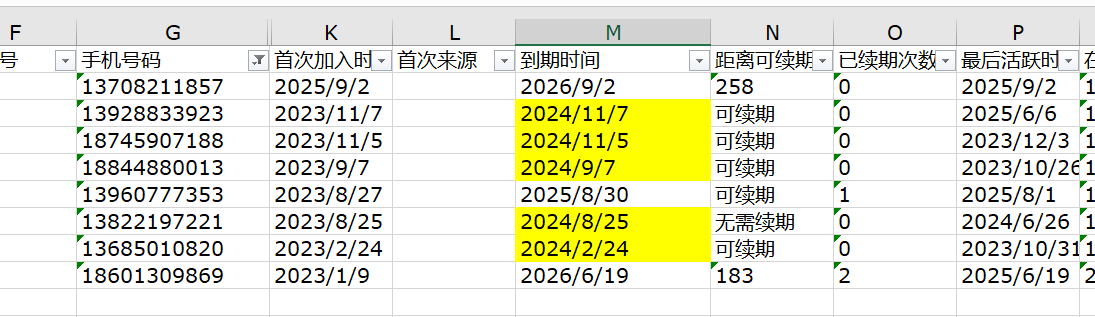 F G K L M N O P
号 手机号码 首次加入时 首次来源 到期时间 距离可续期 已续期次数 最后活跃时 在
13708211857 2025/9/2 2026/9/2 258 0 2025/9/2 1
13928833923 2023/11/7 2024/11/7 可续期 0 2025/6/6 1
18745907188 2023/11/5 2024/11/5 可续期 0 2023/12/3 1
18844880013 2023/9/7 2024/9/7 可续期 0 2023/10/26 1
13960777353 2023/8/27 2025/8/30 可续期 1 2025/8/1 1
13822197221 2023/8/25 2024/8/25 无需续期 0 2024/6/26 1
13685010820 2023/2/24 2024/2/24 可续期 0 2023/10/31 1
18601309869 2023/1/9 2026/6/19 183 2 2025/6/19 2